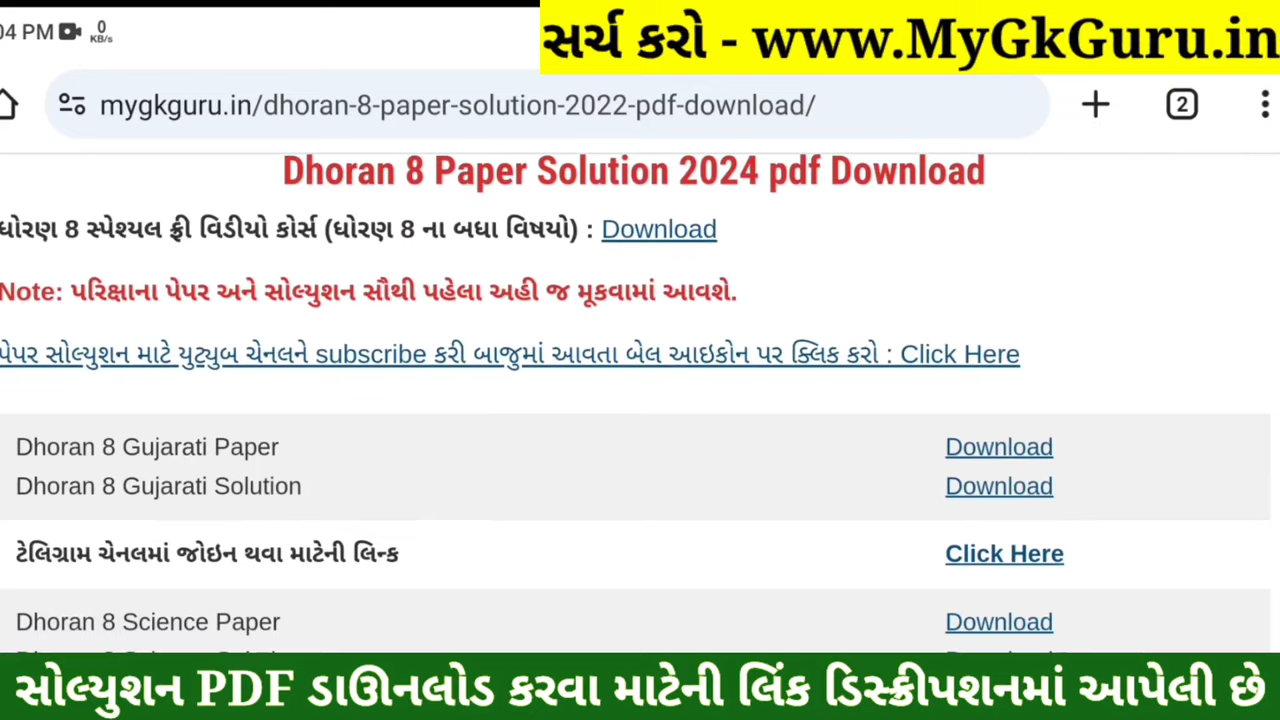 04 PM 0 KB/s
સર્ચ કરો - www.MyGkGuru.in
mygkguru.in/dhoran-8-paper-solution-2022-pdf-download/
2
Dhoran 8 Paper Solution 2024 pdf Download
ધોરણ 8 સ્પેશ્યલ ફ્રી વિડીયો કોર્સ (ધોરણ 8 ના બધા વિષયો) : Download
Note: પરિક્ષાના પેપર અને સોલ્યુશન સૌથી પહેલા અહી જ મૂકવામાં આવશે.
પેપર સોલ્યુશન માટે યુટ્યુબ ચેનલને subscribe કરી બાજુમાં આવતા બેલ આઇકોન પર ક્લિક કરો : Click Here
Dhoran 8 Gujarati Paper Download
Dhoran 8 Gujarati Solution Download
ટેલિગ્રામ ચેનલમાં જોઇન થવા માટેની લિન્ક Click Here
Dhoran 8 Science Paper Download
સોલ્યુશન PDF ડાઊનલોડ કરવા માટેની લિંક ડિસ્ક્રીપશનમાં આપેલી છે